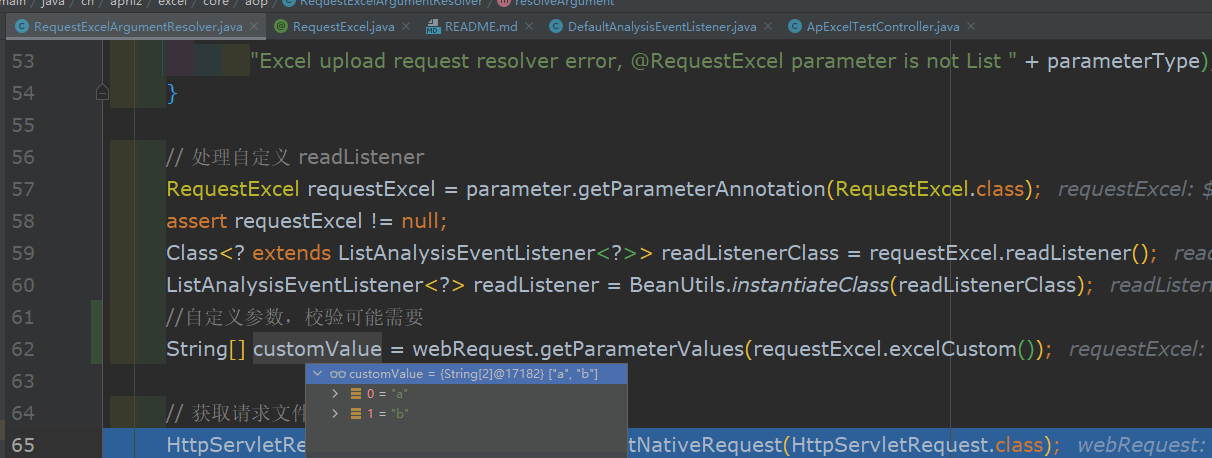 main / java / cn / aphiz / excel / core / aop / RequestExcelArgumentResolver / resolveArgument
RequestExcelArgumentResolver.java RequestExcel.java README.md DefaultAnalysisEventListener.java ApExcelTestController.java
53 "Excel upload request resolver error, @RequestExcel parameter is not List " + parameterType)
54 }
55
56 // 处理自定义 readListener
57 RequestExcel requestExcel = parameter.getParameterAnnotation(RequestExcel.class); requestExcel: $
58 assert requestExcel != null;
59 Class<? extends ListAnalysisEventListener<?>> readListenerClass = requestExcel.readListener(); read
60 ListAnalysisEventListener<?> readListener = BeanUtils.instantiateClass(readListenerClass); readListen
61 //自定义参数，校验可能需要
62 String[] customValue = webRequest.getParameterValues(requestExcel.excelCustom()); requestExcel:
customValue = {String[2]@17182} ["a", "b"]
63
0 = "a"
64 // 获取请求文件
1 = "b"
65 HttpServletRe tNativeRequest(HttpServletRequest.class); webRequest: